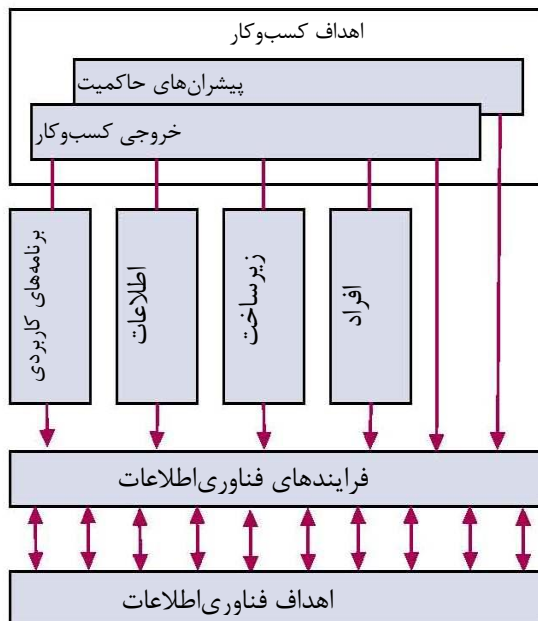 اهداف کسب‌وکار
پیشران‌های حاکمیت
خروجی کسب‌وکار
برنامه‌های کاربردی
اطلاعات
زیرساخت
افراد
فرایندهای فناوری‌اطلاعات
اهداف فناوری‌اطلاعات